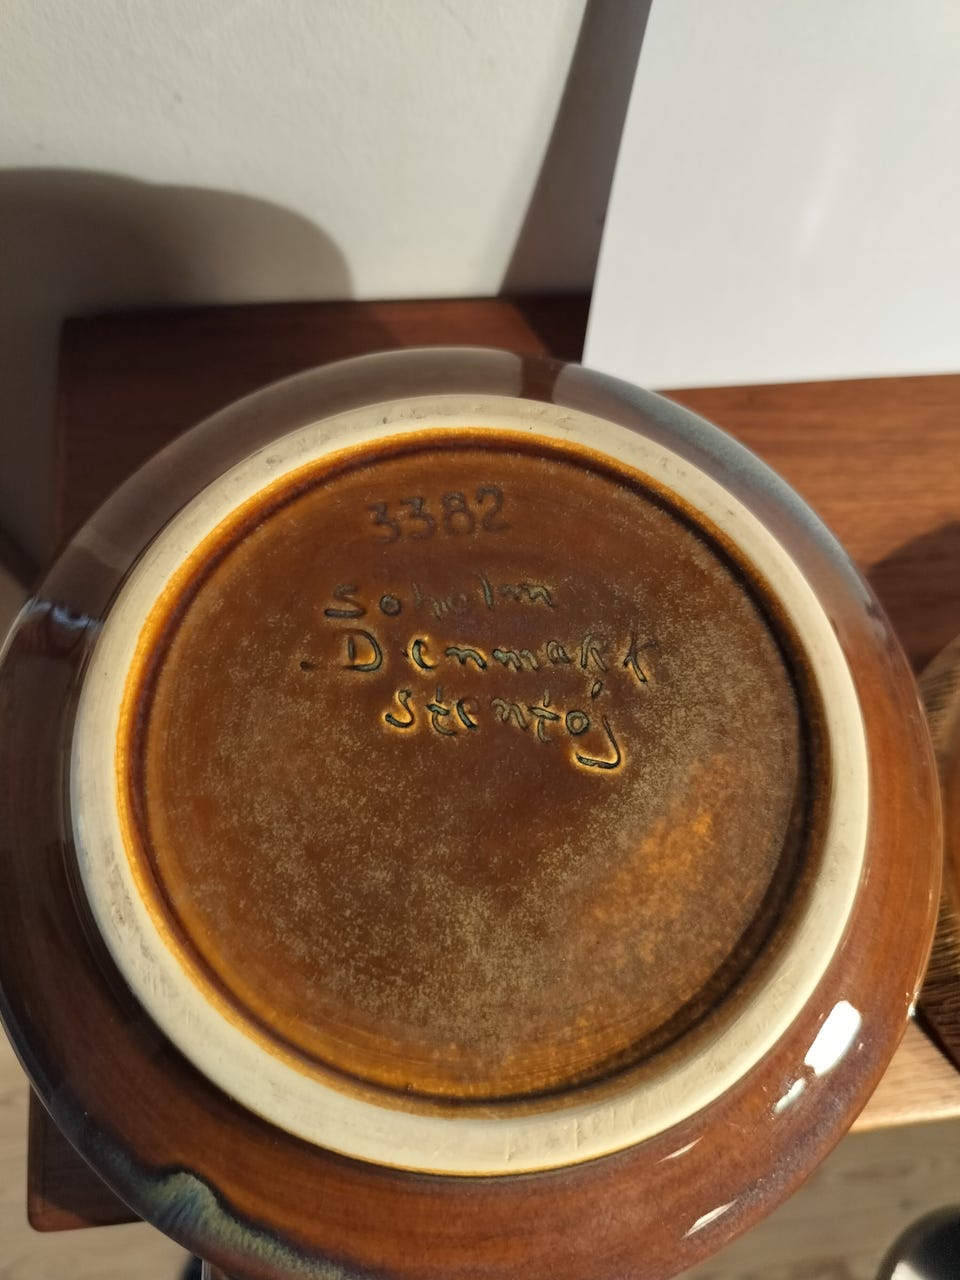 3382
Soholm
Denmark
stentøj